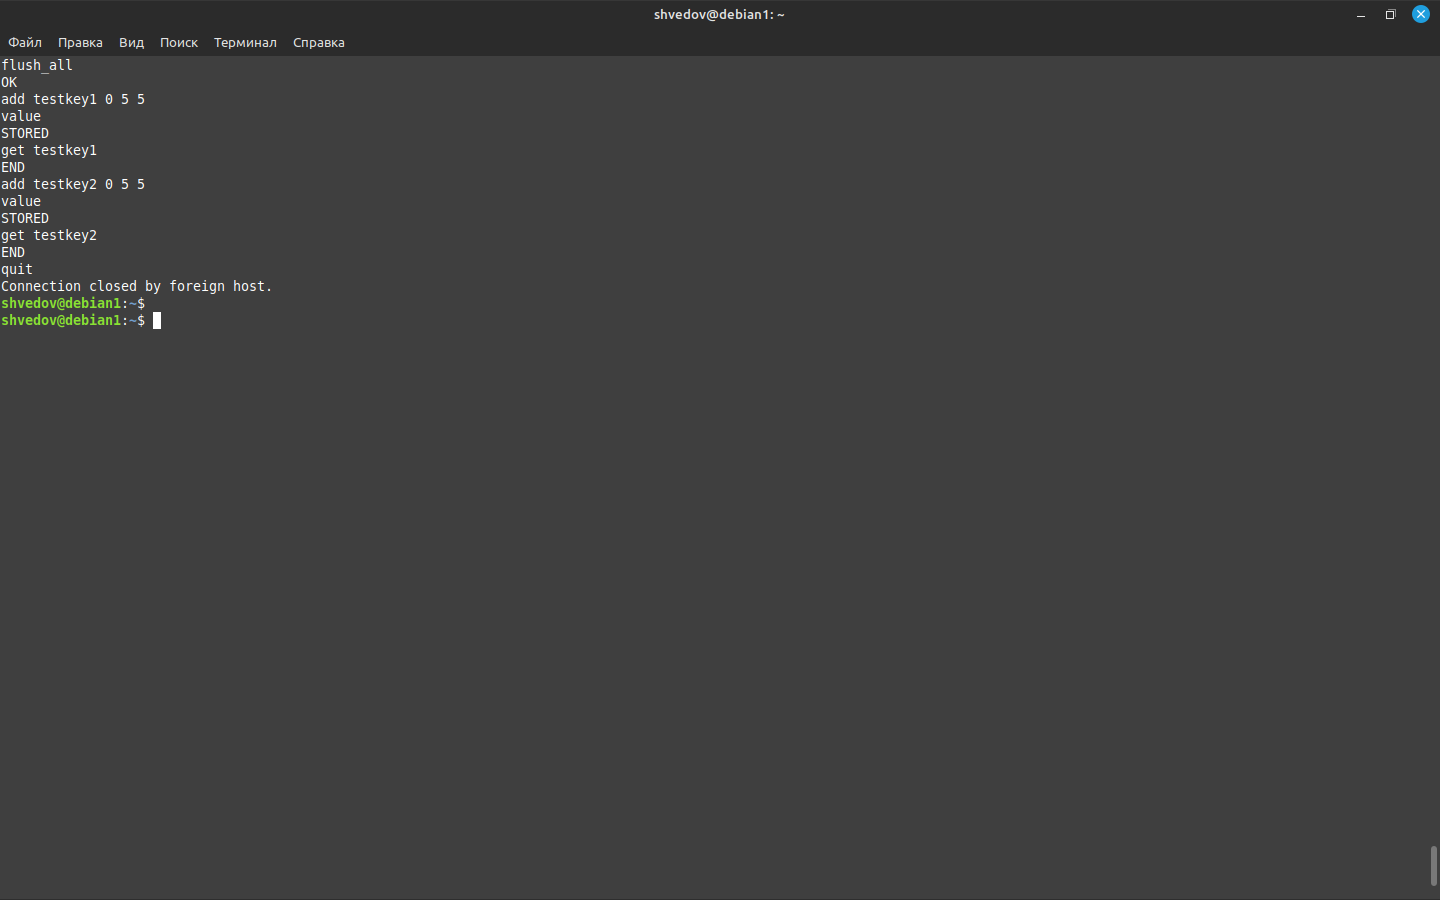 shvedov@debian1: ~
Файл Правка Вид Поиск Терминал Справка
flush_all
OK
add testkey1 0 5 5
value
STORED
get testkey1
END
add testkey2 0 5 5
value
STORED
get testkey2
END
quit
Connection closed by foreign host.
shvedov@debian1:~$
shvedov@debian1:~$